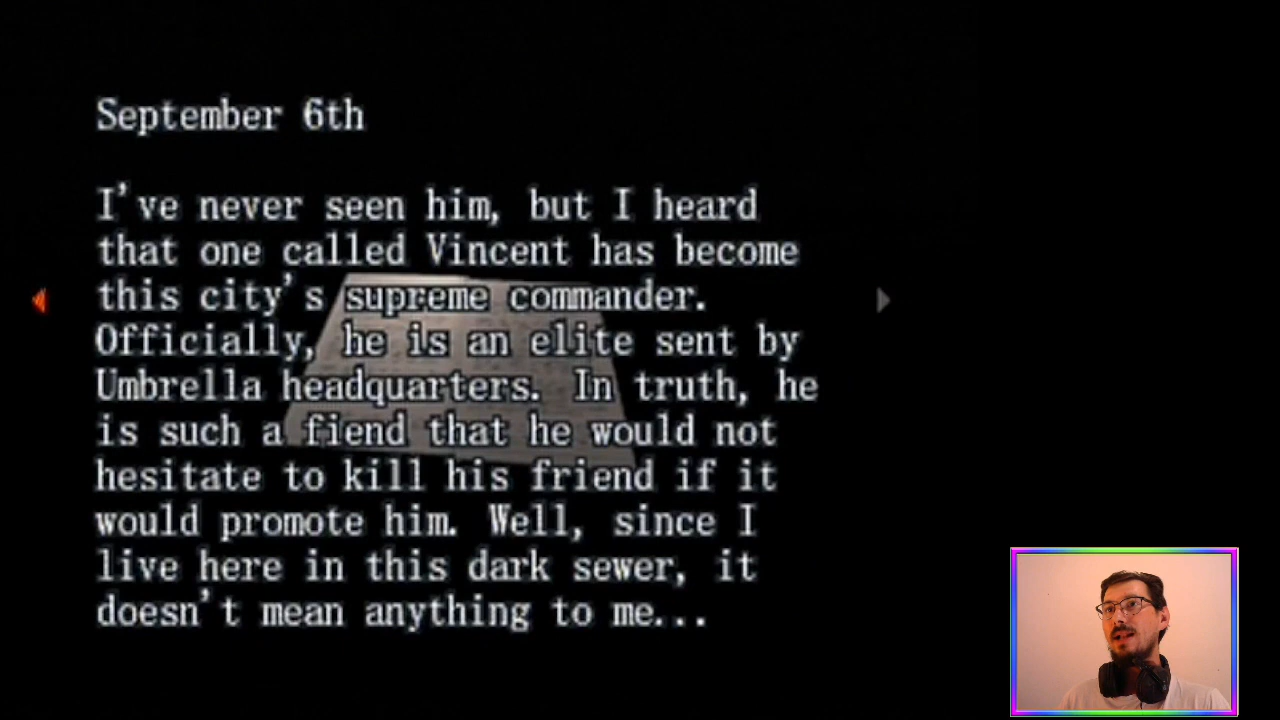 September 6th
I've never seen him, but I heard
that one called Vincent has become
this city's supreme commander.
Officially, he is an elite sent by
Umbrella headquarters. In truth, he
is such a fiend that he would not
hesitate to kill his friend if it
would promote him. Well, since I
live here in this dark sewer, it
doesn't mean anything to me...